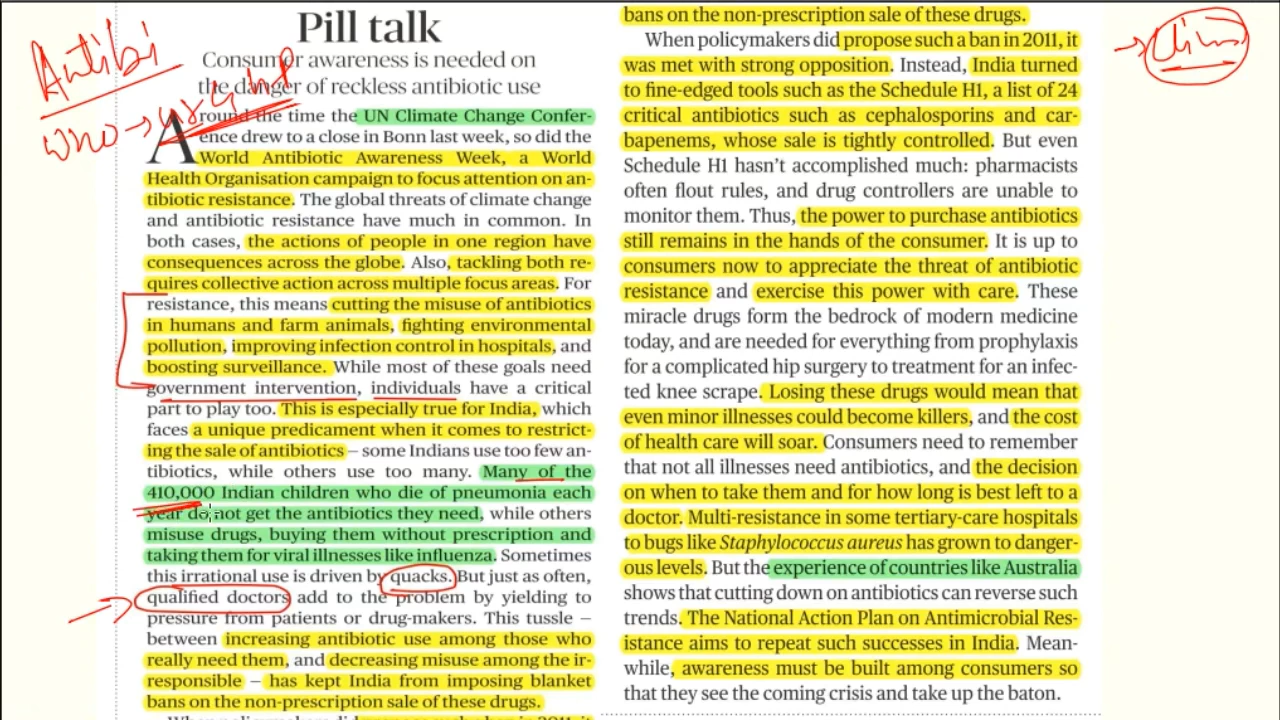 Pill talk
Consumer awareness is needed on
the danger of reckless antibiotic use
Antibi
WHO →
Around the time the UN Climate Change Confer-
ence drew to a close in Bonn last week, so did the
World Antibiotic Awareness Week, a World
Health Organisation campaign to focus attention on an-
tibiotic resistance. The global threats of climate change
and antibiotic resistance have much in common. In
both cases, the actions of people in one region have
consequences across the globe. Also, tackling both re-
quires collective action across multiple focus areas. For
resistance, this means cutting the misuse of antibiotics
in humans and farm animals, fighting environmental
pollution, improving infection control in hospitals, and
boosting surveillance. While most of these goals need
government intervention, individuals have a critical
part to play too. This is especially true for India, which
faces a unique predicament when it comes to restrict-
ing the sale of antibiotics – some Indians use too few an-
tibiotics, while others use too many. Many of the
410,000 Indian children who die of pneumonia each
year do not get the antibiotics they need, while others
misuse drugs, buying them without prescription and
taking them for viral illnesses like influenza. Sometimes
this irrational use is driven by quacks. But just as often,
qualified doctors add to the problem by yielding to
pressure from patients or drug-makers. This tussle –
between increasing antibiotic use among those who
really need them, and decreasing misuse among the ir-
responsible – has kept India from imposing blanket
bans on the non-prescription sale of these drugs.
When policymakers did propose such a ban in 2011, it
bans on the non-prescription sale of these drugs.
When policymakers did propose such a ban in 2011, it
was met with strong opposition. Instead, India turned
to fine-edged tools such as the Schedule H1, a list of 24
critical antibiotics such as cephalosporins and car-
bapenems, whose sale is tightly controlled. But even
Schedule H1 hasn't accomplished much: pharmacists
often flout rules, and drug controllers are unable to
monitor them. Thus, the power to purchase antibiotics
still remains in the hands of the consumer. It is up to
consumers now to appreciate the threat of antibiotic
resistance and exercise this power with care. These
miracle drugs form the bedrock of modern medicine
today, and are needed for everything from prophylaxis
for a complicated hip surgery to treatment for an infec-
ted knee scrape. Losing these drugs would mean that
even minor illnesses could become killers, and the cost
of health care will soar. Consumers need to remember
that not all illnesses need antibiotics, and the decision
on when to take them and for how long is best left to a
doctor. Multi-resistance in some tertiary-care hospitals
to bugs like Staphylococcus aureus has grown to danger-
ous levels. But the experience of countries like Australia
shows that cutting down on antibiotics can reverse such
trends. The National Action Plan on Antimicrobial Res-
istance aims to repeat such successes in India. Mean-
while, awareness must be built among consumers so
that they see the coming crisis and take up the baton.